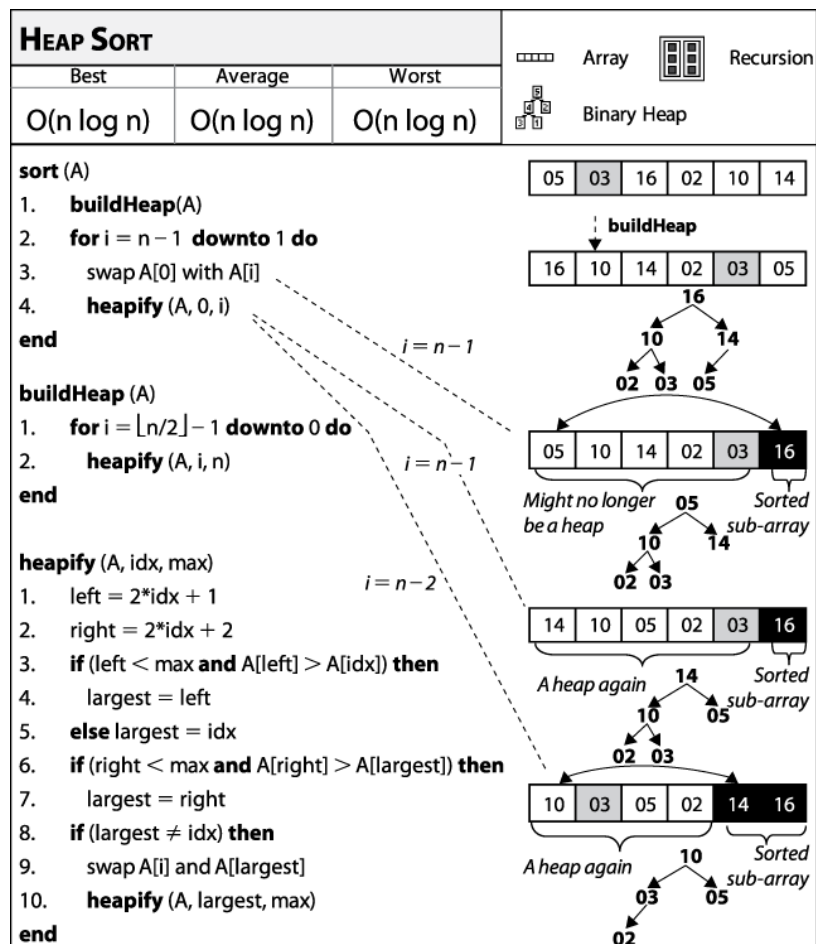 HEAP SORT
Best Average Worst
O(n log n) O(n log n) O(n log n)
Array Recursion
5
4 2
3 1
Binary Heap
sort (A)
1. buildHeap(A)
2. for i = n − 1 downto 1 do
3. swap A[0] with A[i]
4. heapify (A, 0, i)
end
buildHeap (A)
1. for i = ⌊n/2⌋ − 1 downto 0 do
2. heapify (A, i, n)
end
heapify (A, idx, max)
1. left = 2*idx + 1
2. right = 2*idx + 2
3. if (left < max and A[left] > A[idx]) then
4. largest = left
5. else largest = idx
6. if (right < max and A[right] > A[largest]) then
7. largest = right
8. if (largest ≠ idx) then
9. swap A[i] and A[largest]
10. heapify (A, largest, max)
end
i = n − 1
i = n − 1
i = n − 2
05 03 16 02 10 14
buildHeap
16 10 14 02 03 05
16
10 14
02 03 05
05 10 14 02 03 16
Might no longer
be a heap
Sorted
sub-array
05
10 14
02 03
14 10 05 02 03 16
A heap again
Sorted
sub-array
14
10 05
02 03
10 03 05 02 14 16
A heap again
Sorted
sub-array
10
03 05
02